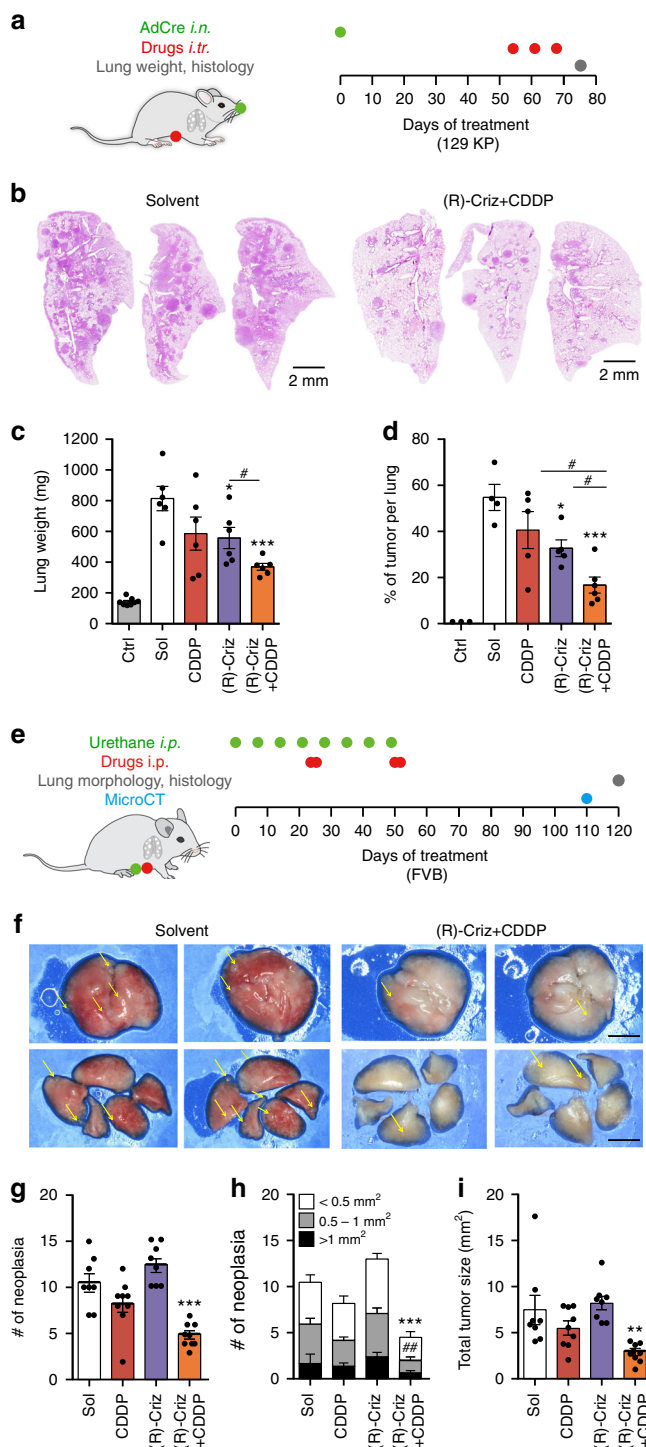 a
AdCre i.n.
Drugs i.tr.
Lung weight, histology
0 10 20 30 40 50 60 70 80
Days of treatment
(129 KP)
b
Solvent
(R)-Criz+CDDP
2 mm
2 mm
c
Lung weight (mg)
1200
1000
800
600
400
200
0
*
#
***
Ctrl
Sol
CDDP
(R)-Criz
(R)-Criz
+CDDP
d
% of tumor per lung
80
60
40
20
0
#
#
*
***
Ctrl
Sol
CDDP
(R)-Criz
(R)-Criz
+CDDP
e
Urethane i.p.
Drugs i.p.
Lung morphology, histology
MicroCT
0 10 20 30 40 50 60 70 80 90 100 110 120
Days of treatment
(FVB)
f
Solvent
(R)-Criz+CDDP
g
# of neoplasia
20
15
10
5
0
***
Sol
CDDP
(R)-Criz
(R)-Criz
+CDDP
h
# of neoplasia
20
15
10
5
0
< 0.5 mm2
0.5 – 1 mm2
>1 mm2
***
##
Sol
CDDP
(R)-Criz
(R)-Criz
+CDDP
i
Total tumor size (mm2)
20
15
10
5
0
**
Sol
CDDP
(R)-Criz
(R)-Criz
+CDDP